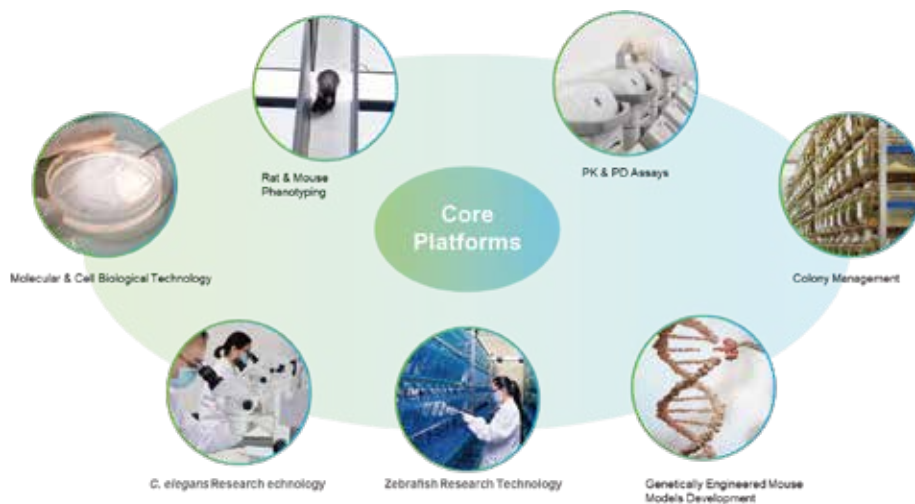 Rat & Mouse
Phenotyping
PK & PD Assays
Core
Platforms
Molecular & Cell Biological Technology
Colony Management
C. elegans Research echnology
Zebrafish Research Technology
Genetically Engineered Mouse
Models Development